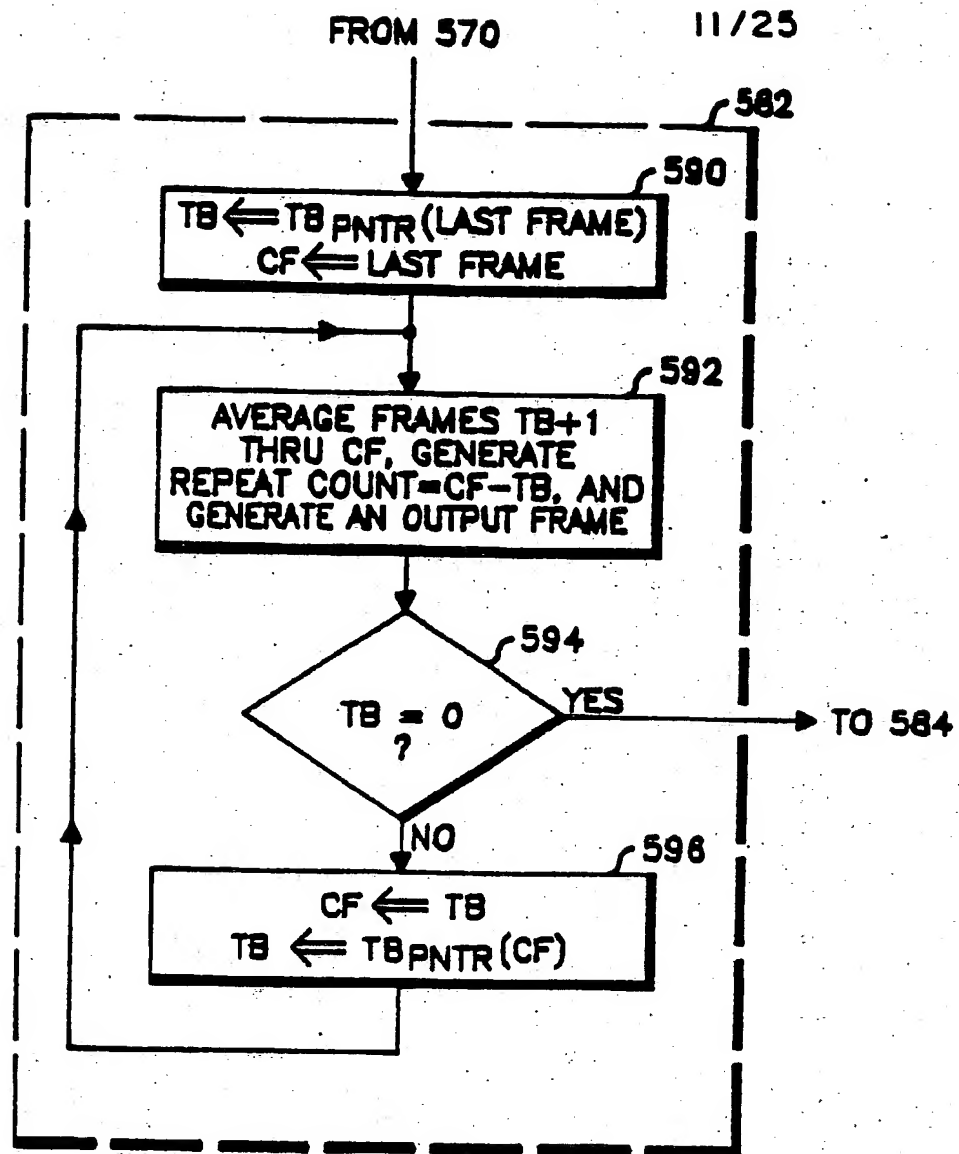 FROM 570
11/25
582
590
TB ⇐ TB PNTR (LAST FRAME)
CF ⇐ LAST FRAME
592
AVERAGE FRAMES TB+1
THRU CF, GENERATE
REPEAT COUNT=CF-TB, AND
GENERATE AN OUTPUT FRAME
594
TB = 0
?
YES
TO 584
NO
596
CF ⇐ TB
TB ⇐ TB PNTR (CF)